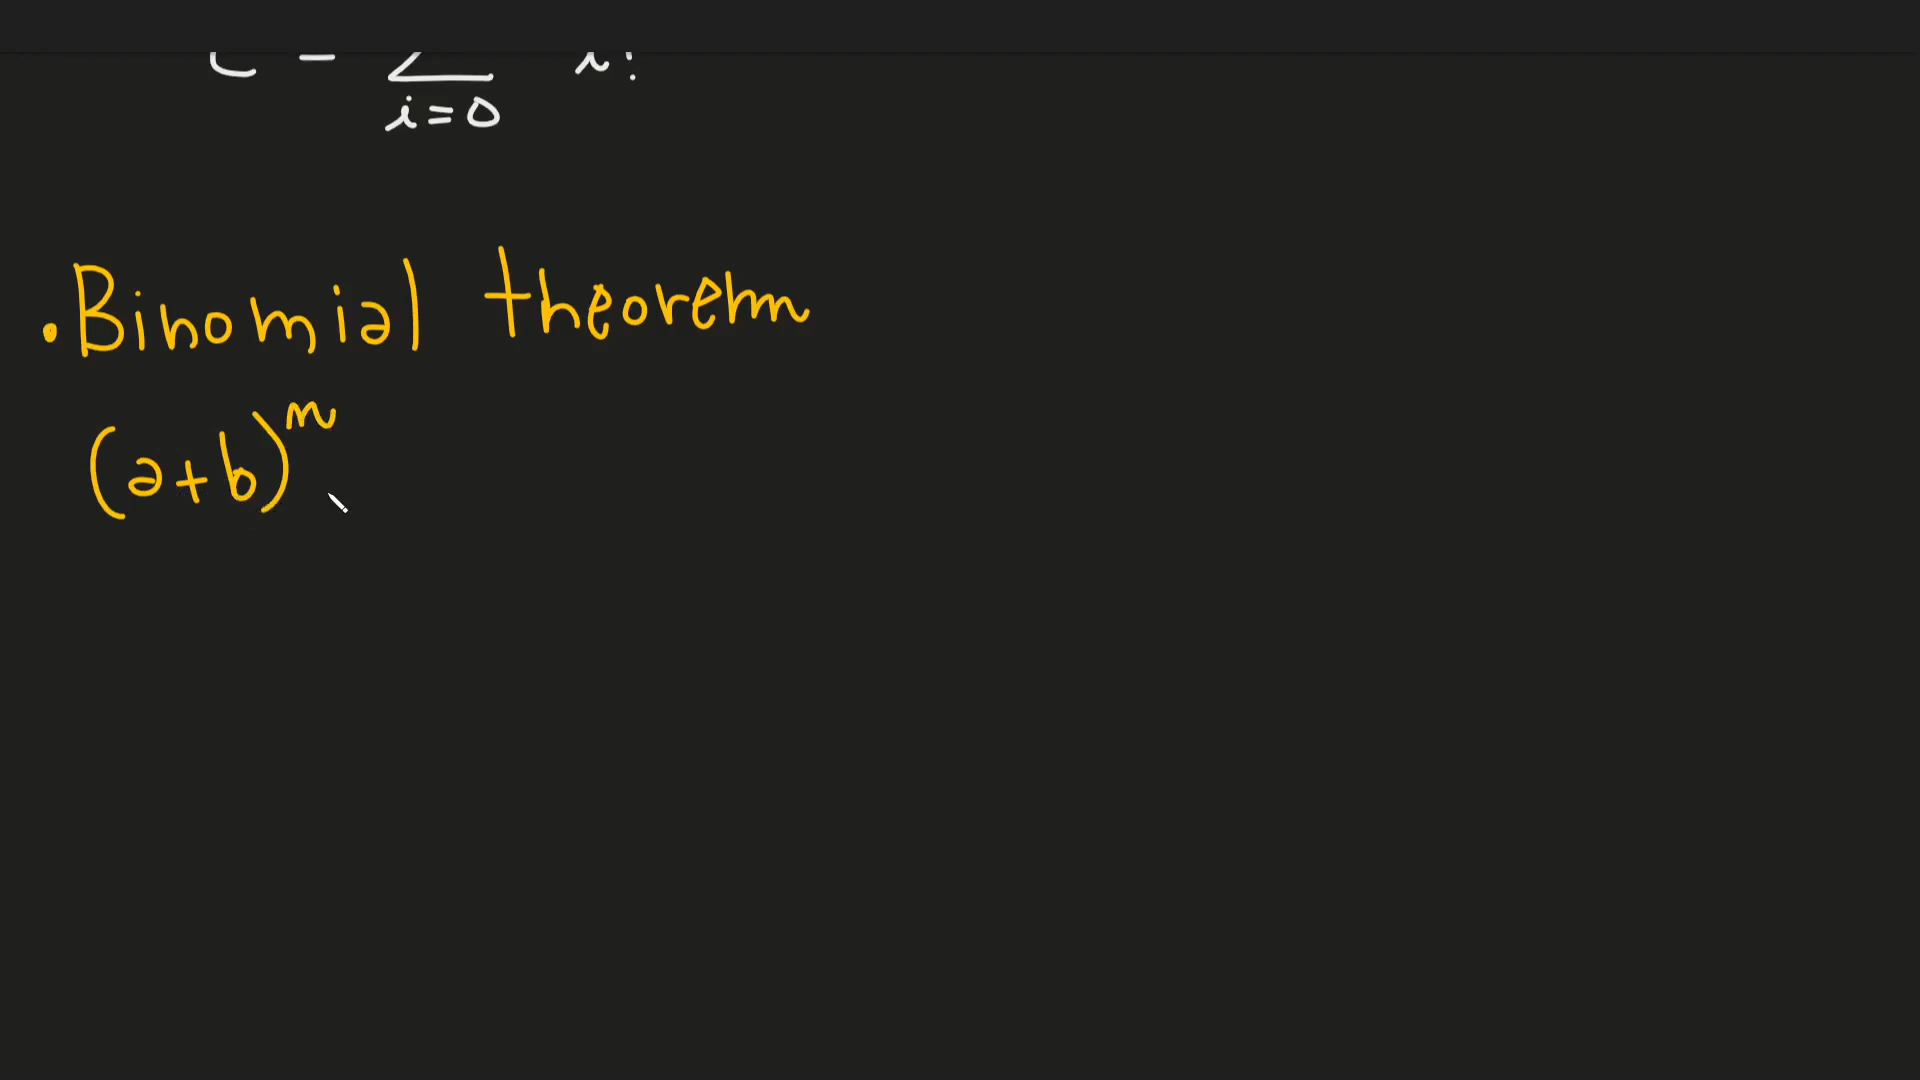 i=0
• Binomial theorem
(a+b)^n